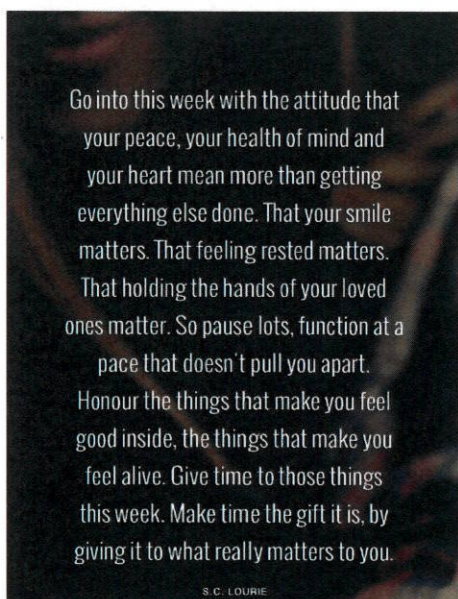 Go into this week with the attitude that
your peace, your health of mind and
your heart mean more than getting
everything else done. That your smile
matters. That feeling rested matters.
That holding the hands of your loved
ones matter. So pause lots, function at a
pace that doesn't pull you apart.
Honour the things that make you feel
good inside, the things that make you
feel alive. Give time to those things
this week. Make time the gift it is, by
giving it to what really matters to you.
S.C. LOURIE